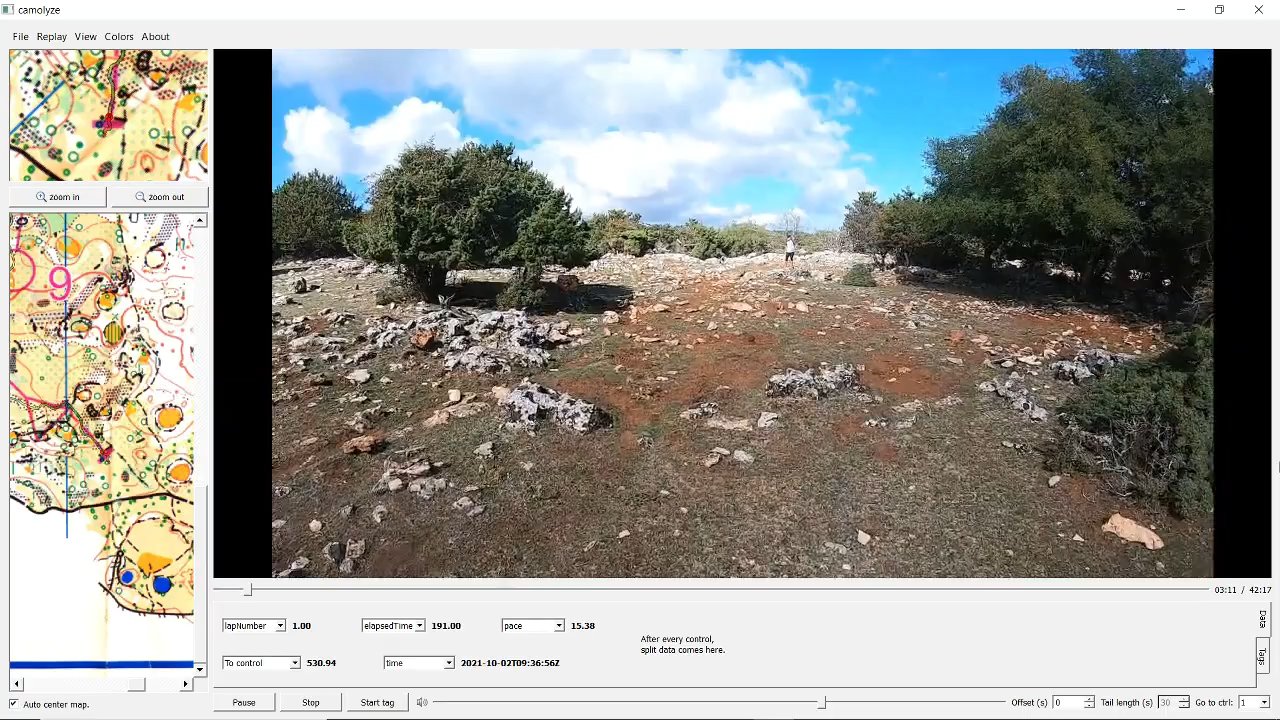 camolyze
File Replay View Colors About
zoom in zoom out
9
03:11 / 42:17
lapNumber 1.00 elapsedTime 191.00 pace 15.38
After every control,
split data comes here.
To control 530.94 time 2021-10-02T09:36:56Z
Data
Tags
Auto center map.
Pause Stop Start tag Offset (s) 0 Tail length (s) 30 Go to ctrl: 1